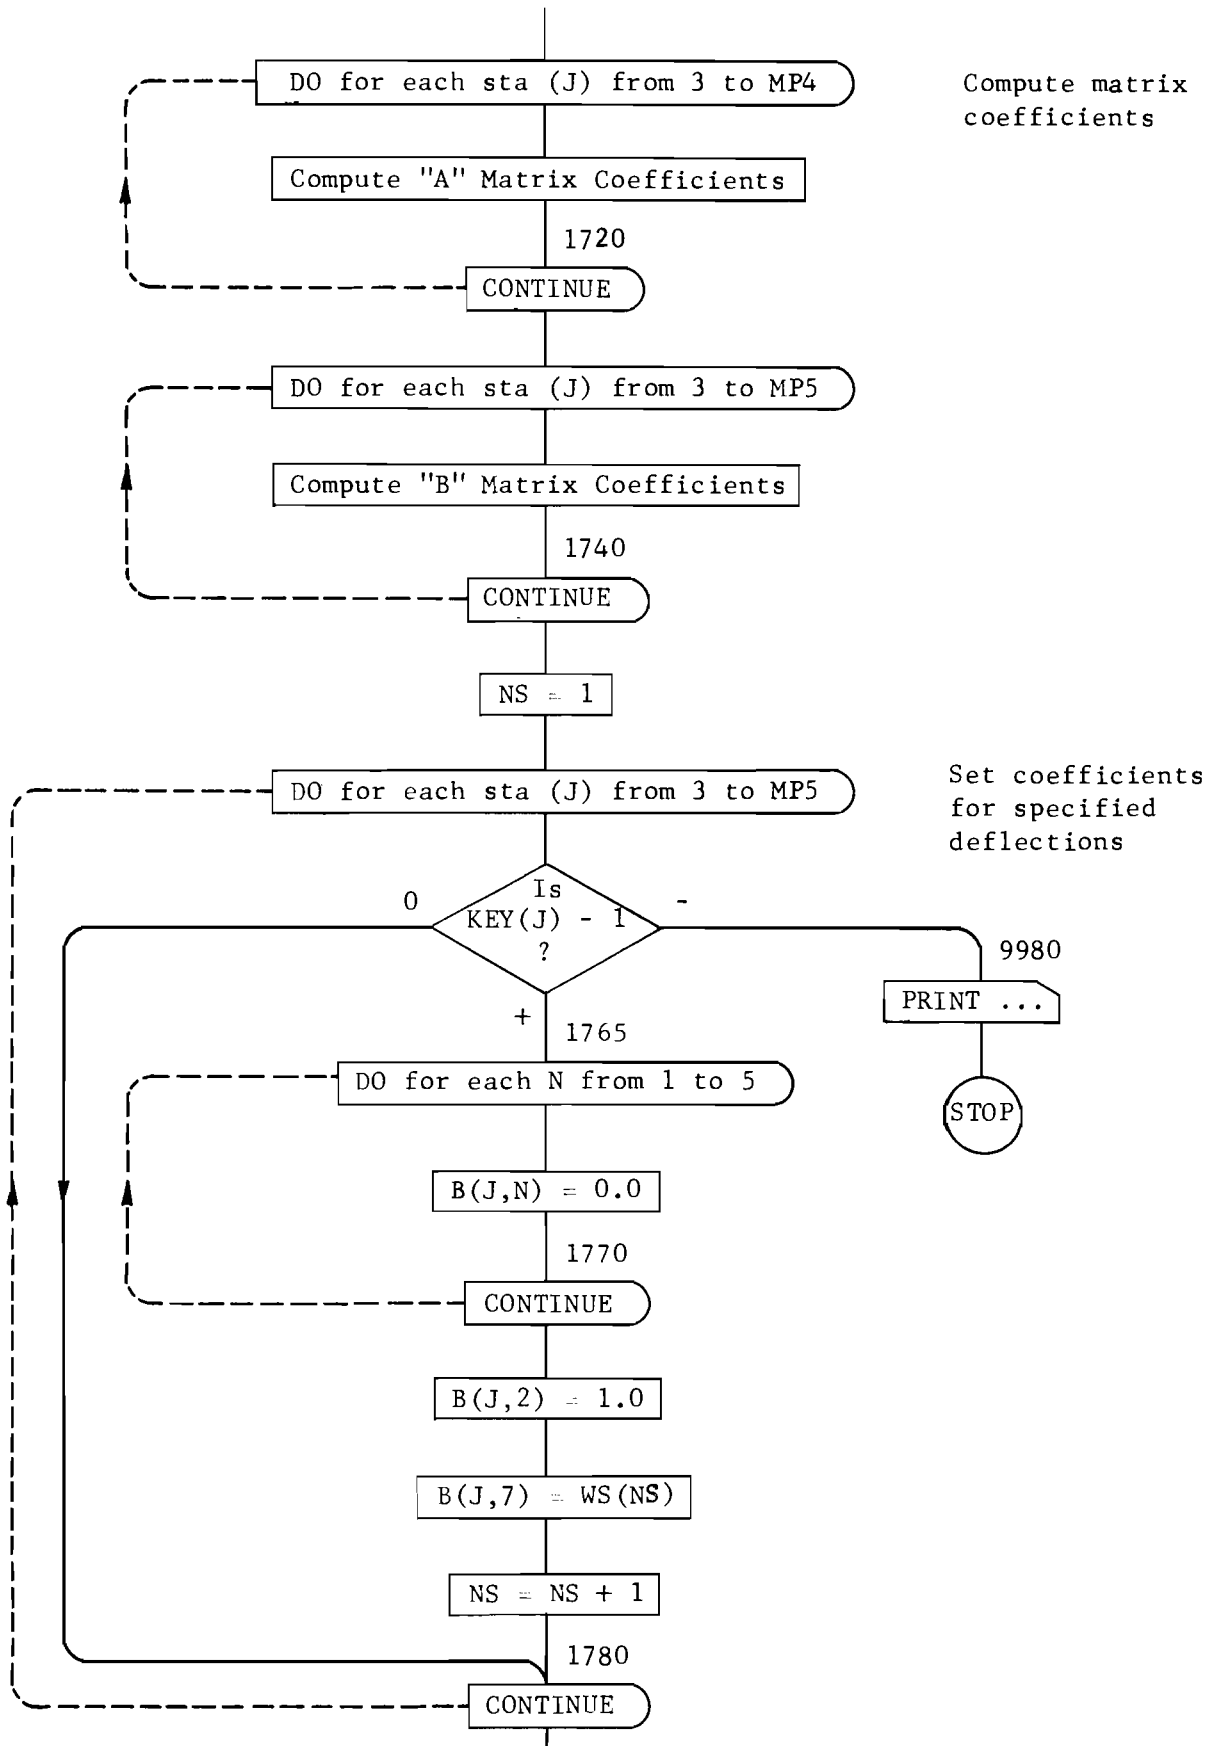 DO for each sta (J) from 3 to MP4
Compute matrix
coefficients
Compute "A" Matrix Coefficients
1720
CONTINUE
DO for each sta (J) from 3 to MP5
Compute "B" Matrix Coefficients
1740
CONTINUE
NS = 1
DO for each sta (J) from 3 to MP5
Set coefficients
for specified
deflections
0
Is
KEY(J) - 1
?
-
9980
PRINT ...
STOP
+
1765
DO for each N from 1 to 5
B(J,N) = 0.0
1770
CONTINUE
B(J,2) = 1.0
B(J,7) = WS(NS)
NS = NS + 1
1780
CONTINUE